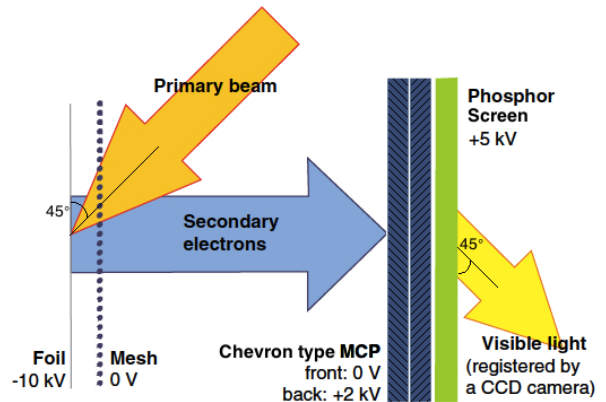 Primary beam
Phosphor
Screen
+5 kV
45°
Secondary
electrons
45°
Foil
-10 kV
Mesh
0 V
Chevron type MCP
front: 0 V
back: +2 kV
Visible light
(registered by
a CCD camera)